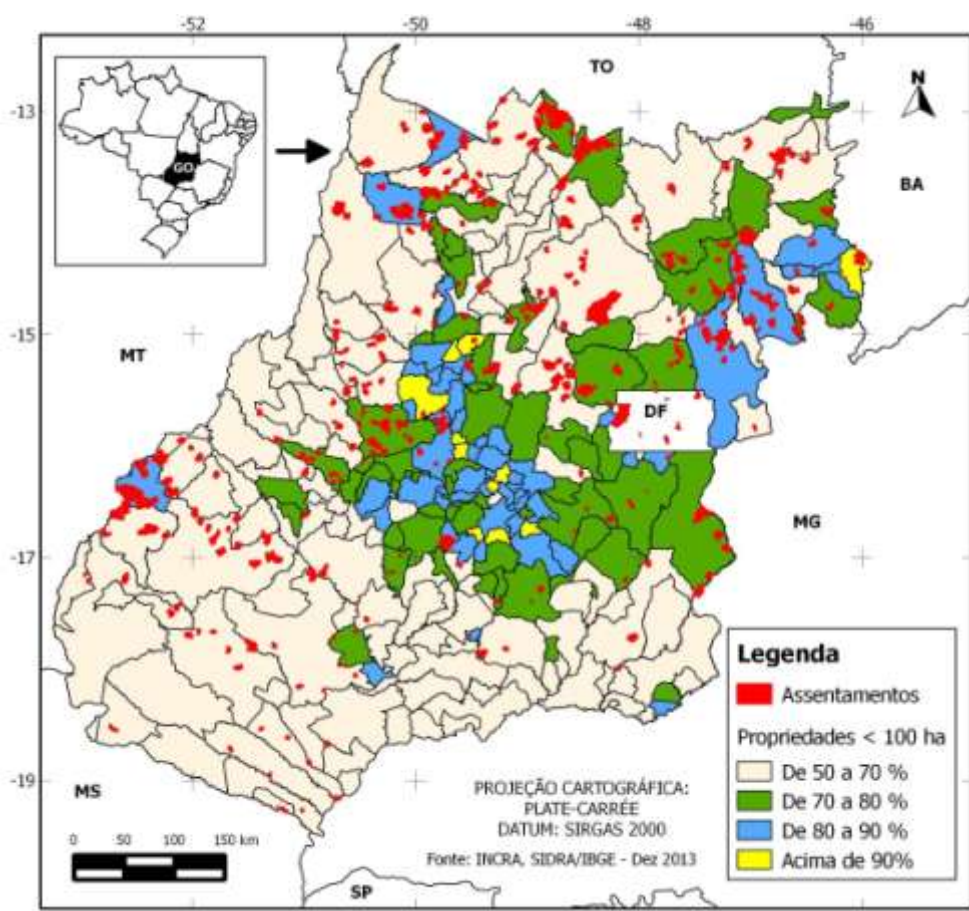 -52
-50
-48
-46
TO
N
-13
GO
BA
-15
MT
DF
MG
-17
Legenda
Assentamentos
Propriedades < 100 ha
De 50 a 70 %
De 70 a 80 %
De 80 a 90 %
Acima de 90%
-19
MS
PROJEÇÃO CARTOGRÁFICA:
PLATE-CARRÉE
DATUM: SIRGAS 2000
Fonte: INCRA, SIDRA/IBGE - Dez 2013
0 50 100 150 km
SP